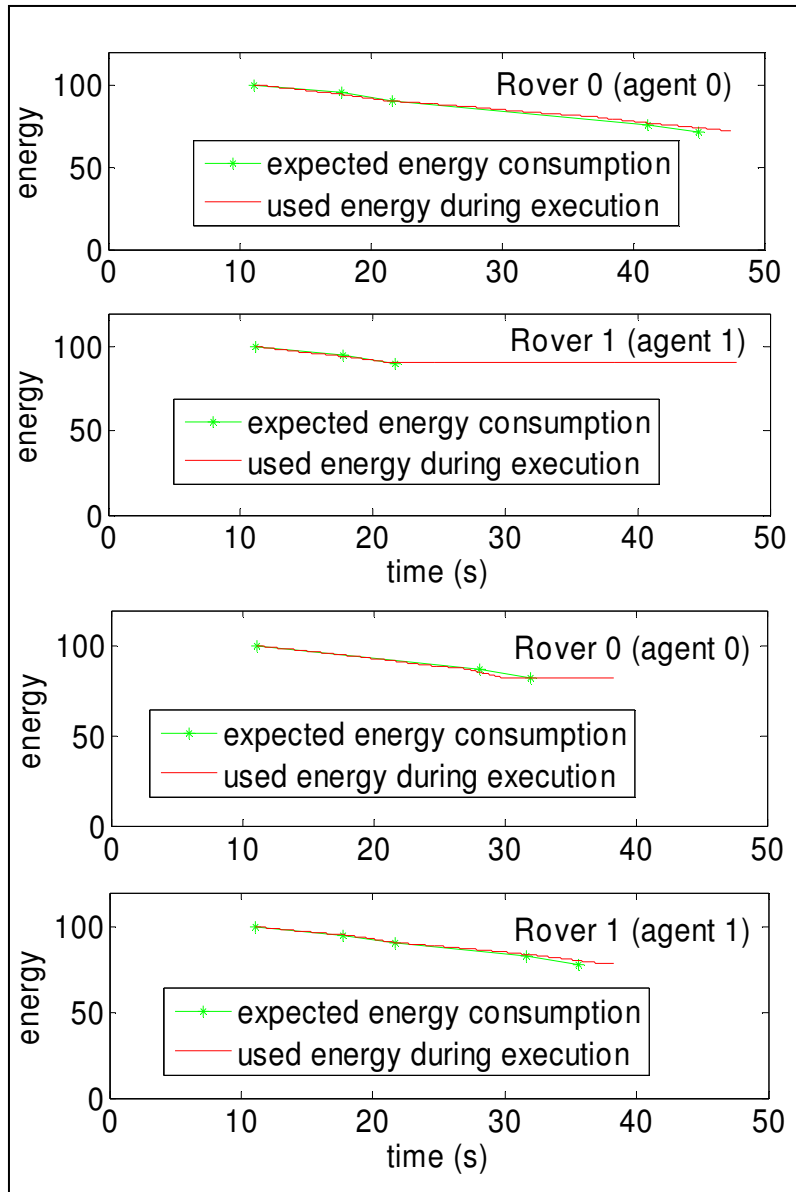 Rover 0 (agent 0)
energy
100
50
0
expected energy consumption
used energy during execution
0 10 20 30 40 50
Rover 1 (agent 1)
energy
100
50
0
expected energy consumption
used energy during execution
0 10 20 30 40 50
time (s)
Rover 0 (agent 0)
energy
100
50
0
expected energy consumption
used energy during execution
0 10 20 30 40 50
Rover 1 (agent 1)
energy
100
50
0
expected energy consumption
used energy during execution
0 10 20 30 40 50
time (s)